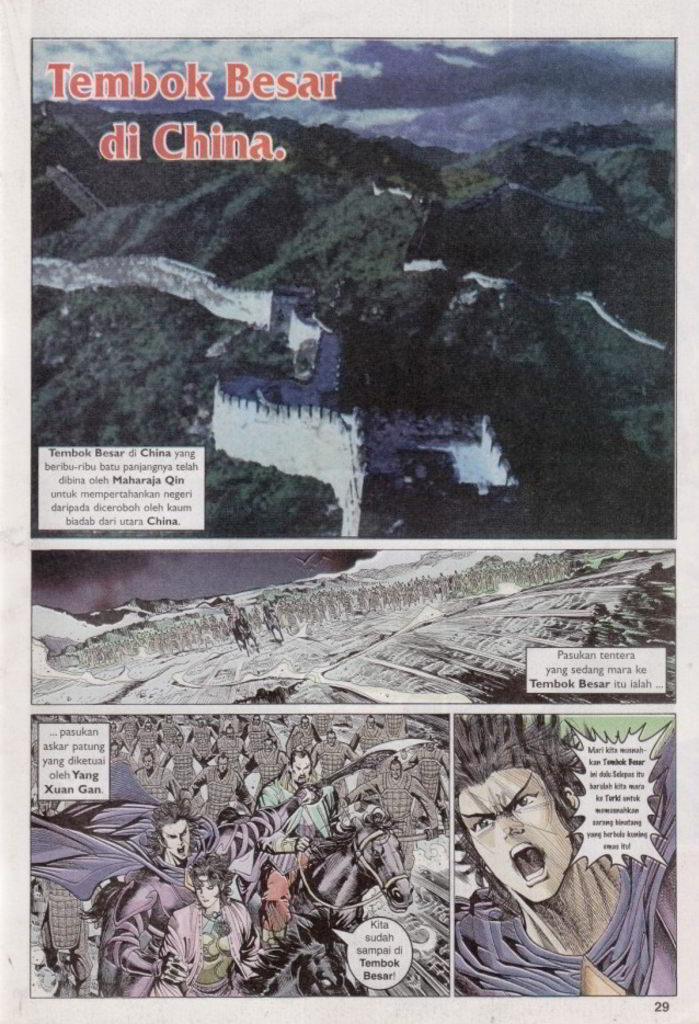 Tembok Besar
di China.
Tembok Besar di China yang
beribu-ribu batu panjangnya telah
dibina oleh Maharaja Qin
untuk mempertahankan negeri
daripada diceroboh oleh kaum
biadab dari utara China.
Pasukan tentera
yang sedang mara ke
Tembok Besar itu ialah ...
... pasukan
askar patung
yang diketuai
oleh Yang
Xuan Gan.
Kita
sudah
sampai di
Tembok
Besar!
Mari kita musnah-
kan Tembok Besar
ini dulu. Selepas itu
barulah kita mara
ke Turki untuk
memusnahkan
sarang binatang
yang berbulu kuning
emas itu!
29